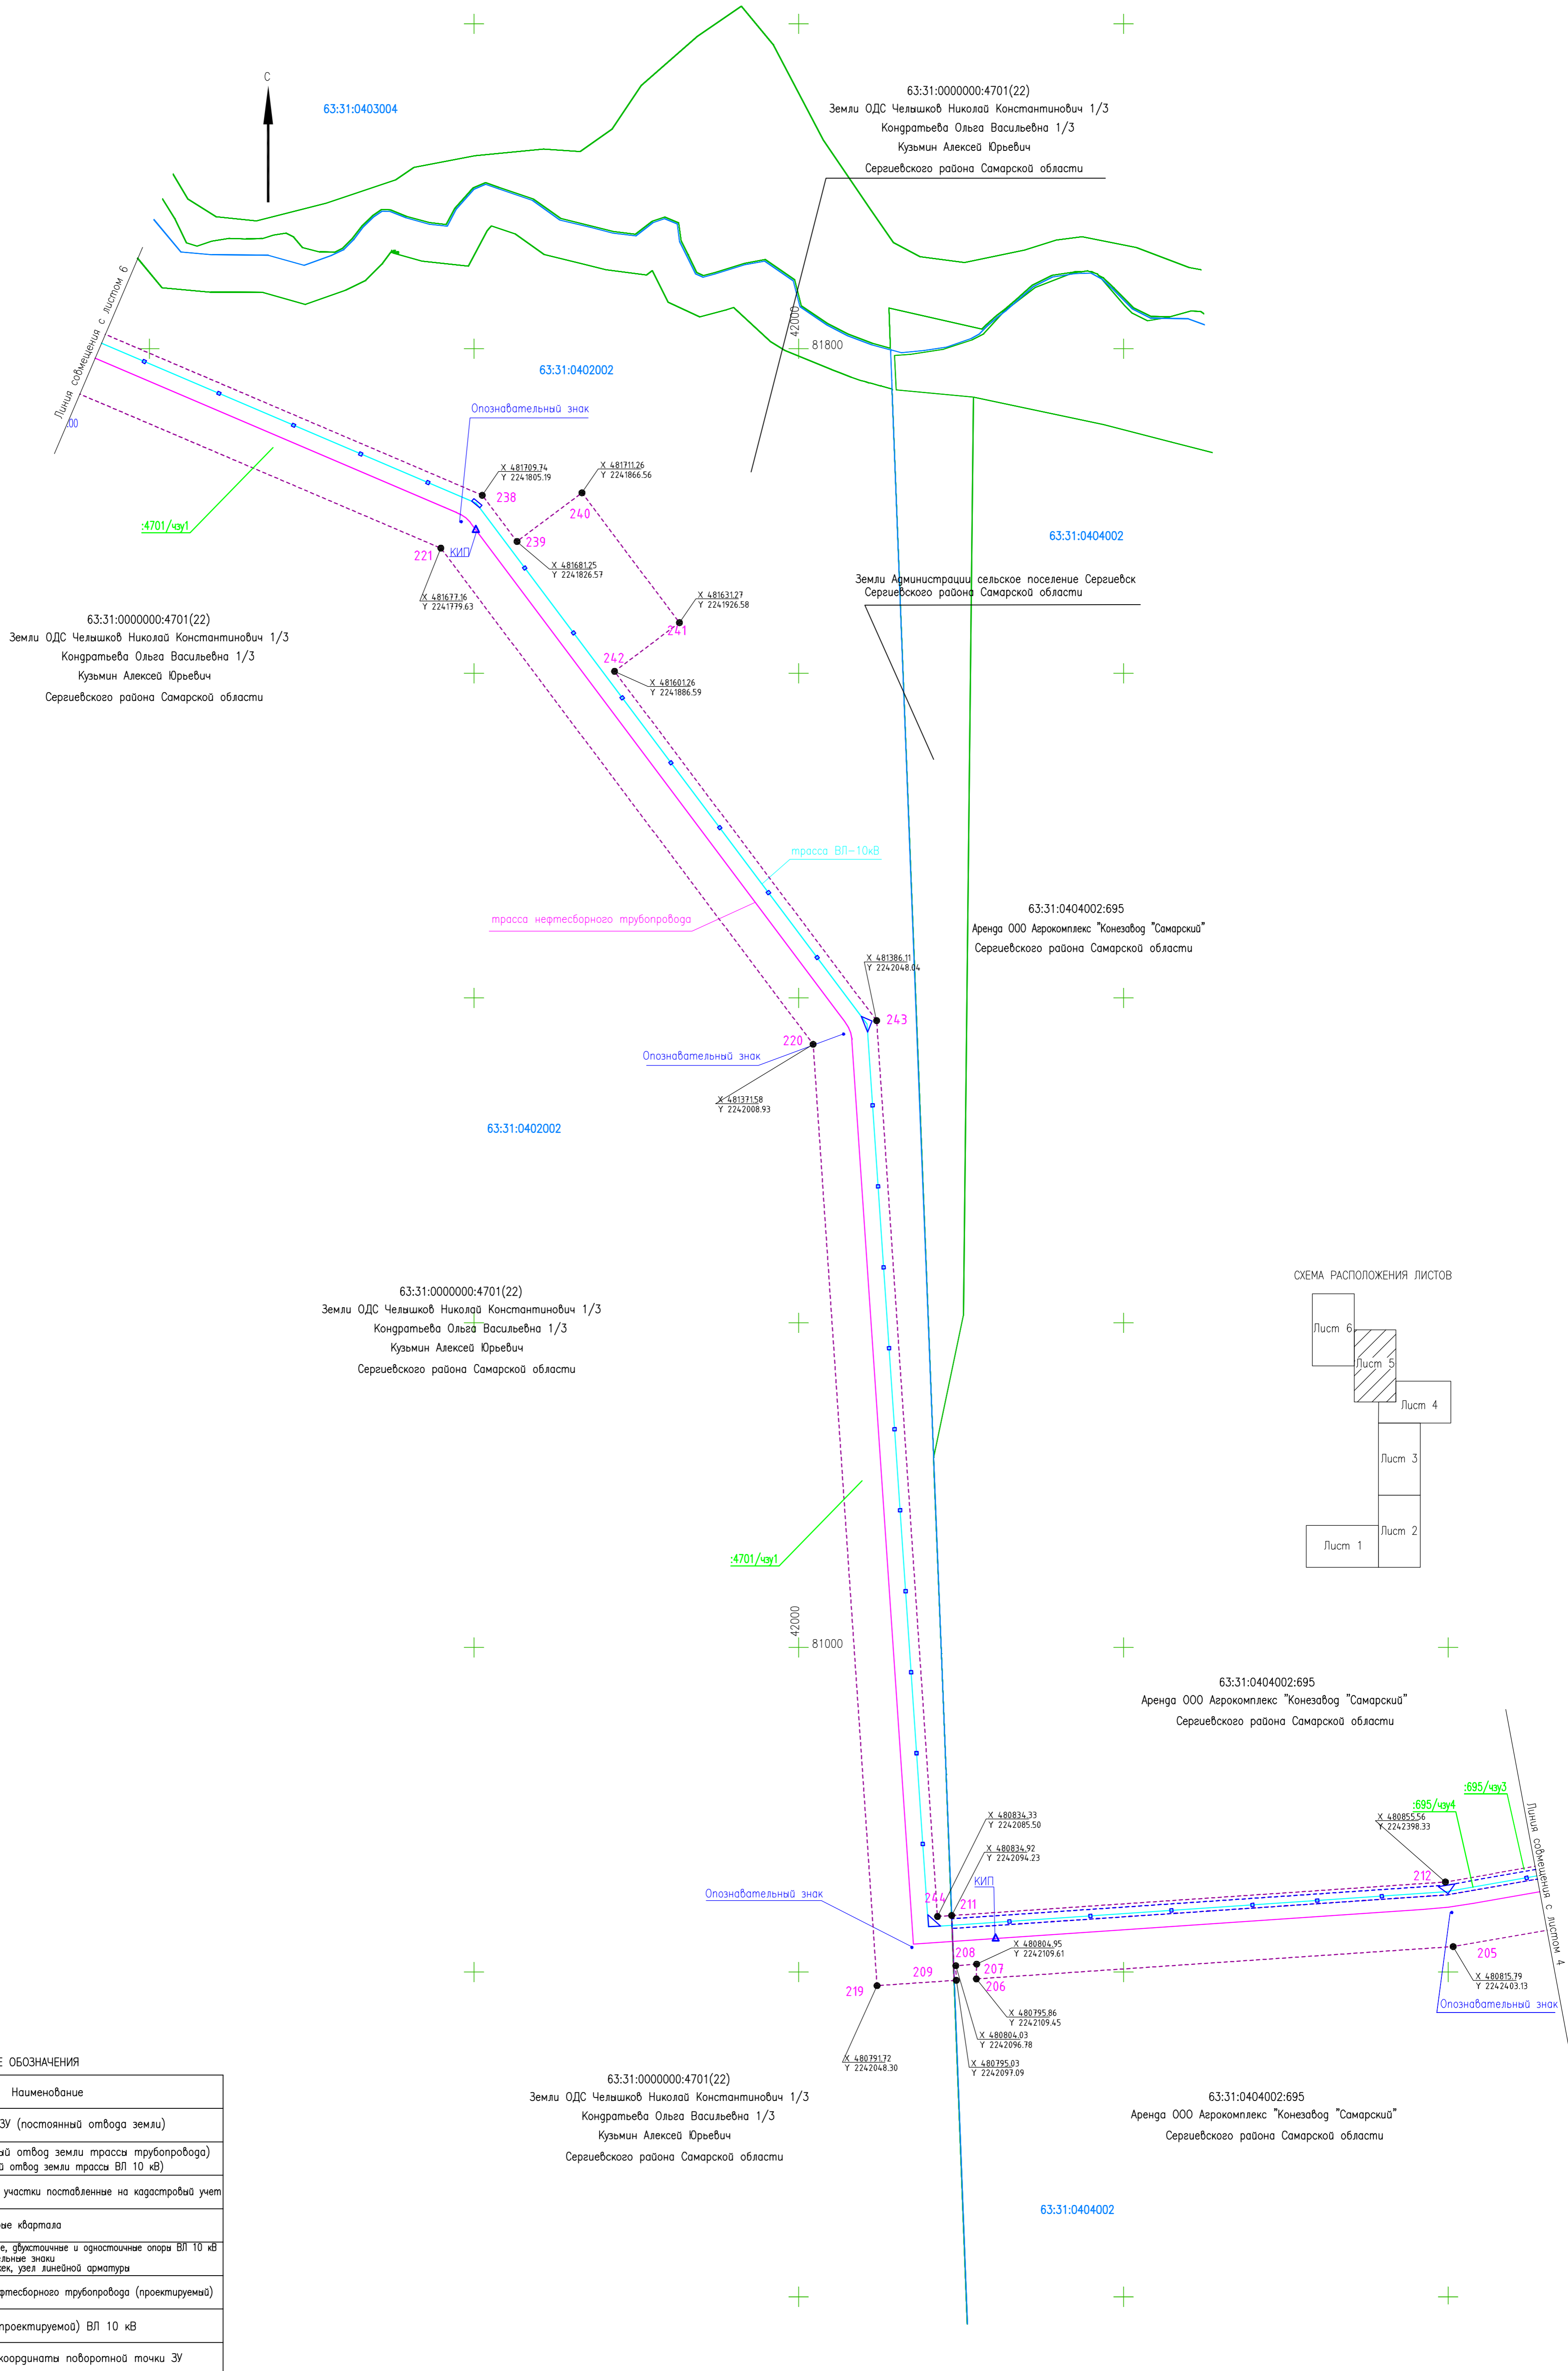 С
63:31:0403004
63:31:0000000:4701(22)
Земли ОДС Челышков Николай Константинович 1/3
Кондратьева Ольга Васильевна 1/3
Кузьмин Алексей Юрьевич
Сергиевского района Самарской области
Линия совмещения с листом 6
42000
81800
63:31:0402002
Опознавательный знак
:4701/чзу1
X 481709.74
Y 2241805.19
238
X 481711.26
Y 2241866.56
240
239
X 481681.25
Y 2241826.57
221
КИП
X 481677.16
Y 2241779.63
X 481631.27
Y 2241926.58
241
242
X 481601.26
Y 2241886.59
63:31:0404002
Земли Администрации сельское поселение Сергиевск
Сергиевского района Самарской области
63:31:0000000:4701(22)
Земли ОДС Челышков Николай Константинович 1/3
Кондратьева Ольга Васильевна 1/3
Кузьмин Алексей Юрьевич
Сергиевского района Самарской области
трасса ВЛ-10кВ
трасса нефтесборного трубопровода
63:31:0404002:695
Аренда ООО Агрокомплекс "Конезавод "Самарский"
Сергиевского района Самарской области
X 481386.11
Y 2242048.04
243
220
Опознавательный знак
X 481371.58
Y 2242008.93
63:31:0402002
63:31:0000000:4701(22)
Земли ОДС Челышков Николай Константинович 1/3
Кондратьева Ольга Васильевна 1/3
Кузьмин Алексей Юрьевич
Сергиевского района Самарской области
СХЕМА РАСПОЛОЖЕНИЯ ЛИСТОВ
Лист 6
Лист 5
Лист 4
Лист 3
Лист 2
Лист 1
:4701/чзу1
42000
81000
63:31:0404002:695
Аренда ООО Агрокомплекс "Конезавод "Самарский"
Сергиевского района Самарской области
:695/чзу3
:695/чзу4
Линия совмещения с листом 4
X 480834.33
Y 2242085.50
X 480834.92
Y 2242094.23
X 480855.56
Y 2242398.33
212
КИП
Опознавательный знак
244
211
X 480804.95
Y 2242109.61
208
207
209
206
219
205
X 480815.79
Y 2242403.13
Опознавательный знак
X 480795.86
Y 2242109.45
X 480804.03
Y 2242096.78
X 480795.03
Y 2242097.09
X 480791.72
Y 2242048.30
63:31:0000000:4701(22)
Земли ОДС Челышков Николай Константинович 1/3
Кондратьева Ольга Васильевна 1/3
Кузьмин Алексей Юрьевич
Сергиевского района Самарской области
63:31:0404002:695
Аренда ООО Агрокомплекс "Конезавод "Самарский"
Сергиевского района Самарской области
63:31:0404002
Е ОБОЗНАЧЕНИЯ
Наименование
ЗУ (постоянный отвода земли)
ый отвод земли трассы трубопровода)
й отвод земли трассы ВЛ 10 кВ)
участки поставленные на кадастровый учет
ые квартала
е, двухстоичные и одностоичные опоры ВЛ 10 кВ
ельные знаки
ек, узел линейной арматуры
фтесборного трубопровода (проектируемый)
проектируемой) ВЛ 10 кВ
координаты поворотной точки ЗУ